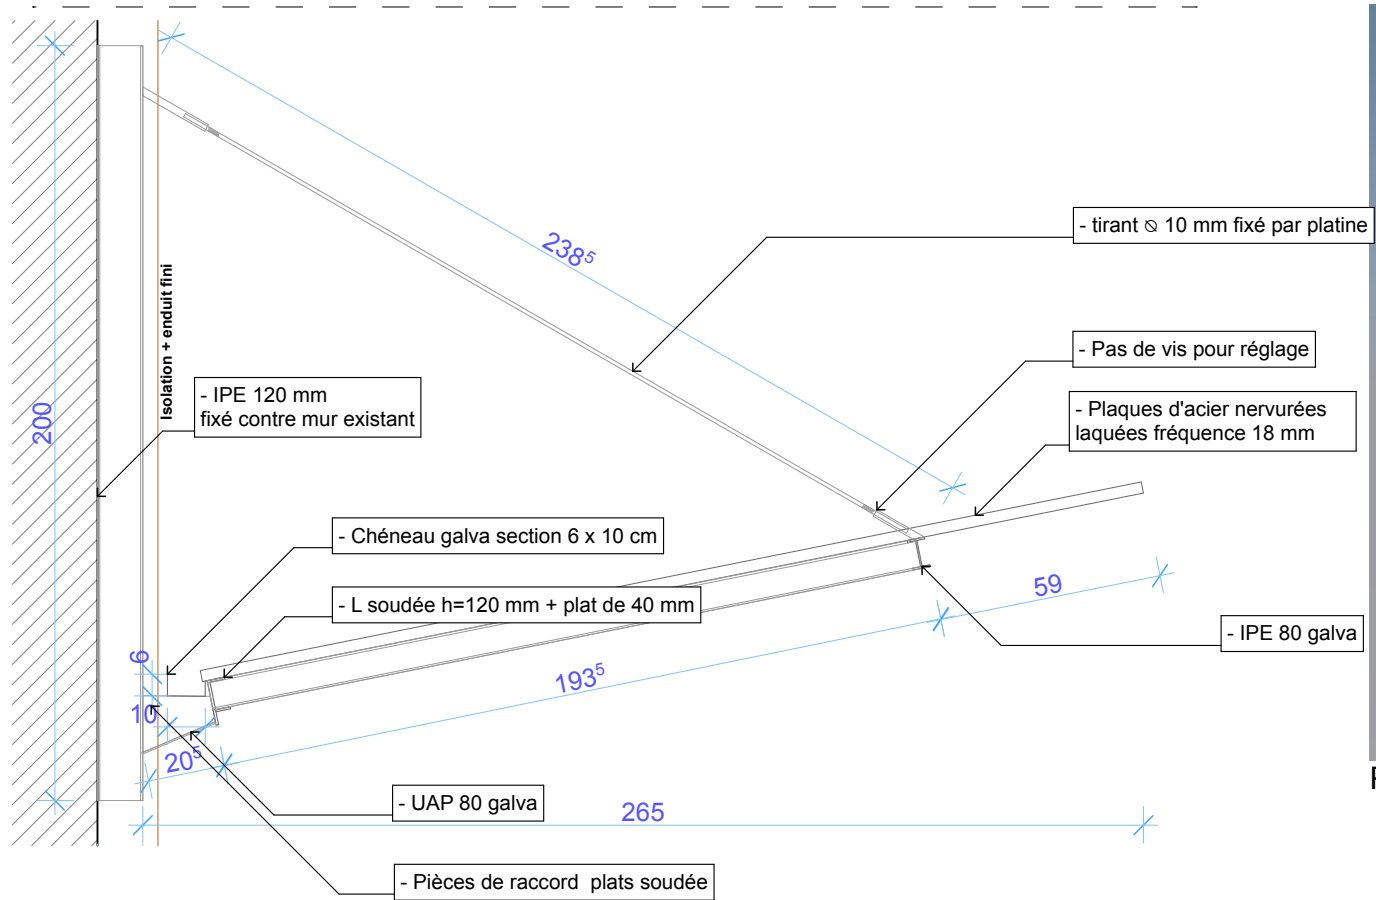 238⁵
- tirant ⦰ 10 mm fixé par platine
Isolation + enduit fini
- Pas de vis pour réglage
- IPE 120 mm
fixé contre mur existant
- Plaques d'acier nervurées
laquées fréquence 18 mm
200
- Chéneau galva section 6 x 10 cm
59
- L soudée h=120 mm + plat de 40 mm
- IPE 80 galva
6
193⁵
10
20⁵
- UAP 80 galva
265
- Pièces de raccord  plats soudée